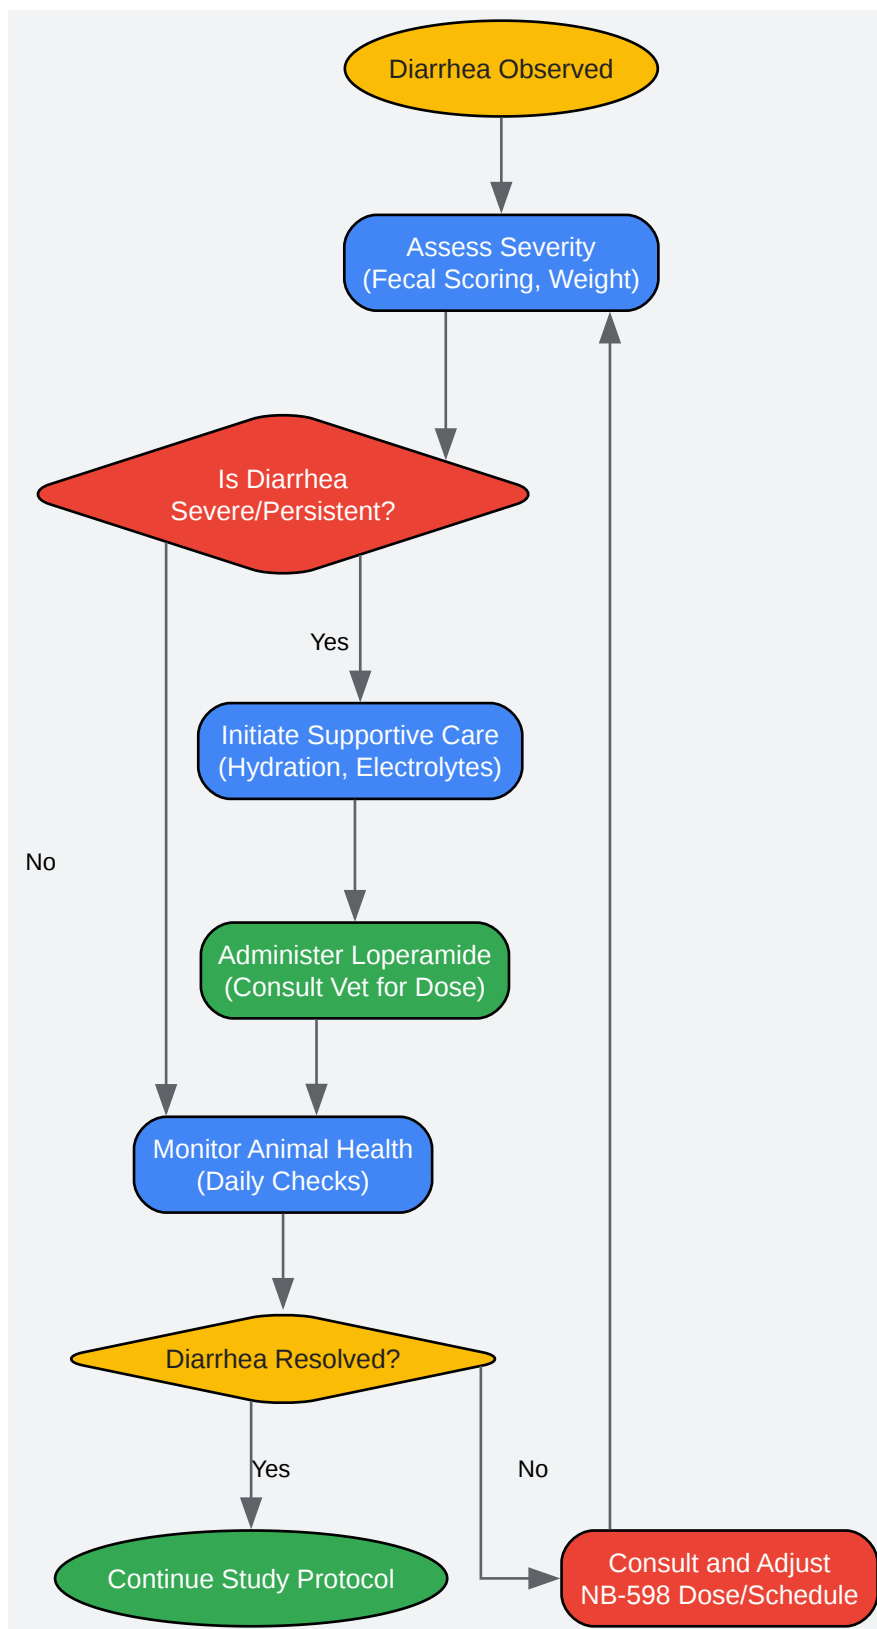 Diarrhea Observed
Assess Severity
(Fecal Scoring, Weight)
Is Diarrhea
Severe/Persistent?
Yes
Initiate Supportive Care
(Hydration, Electrolytes)
No
Administer Loperamide
(Consult Vet for Dose)
Monitor Animal Health
(Daily Checks)
Diarrhea Resolved?
Yes
No
Continue Study Protocol
Consult and Adjust
NB-598 Dose/Schedule